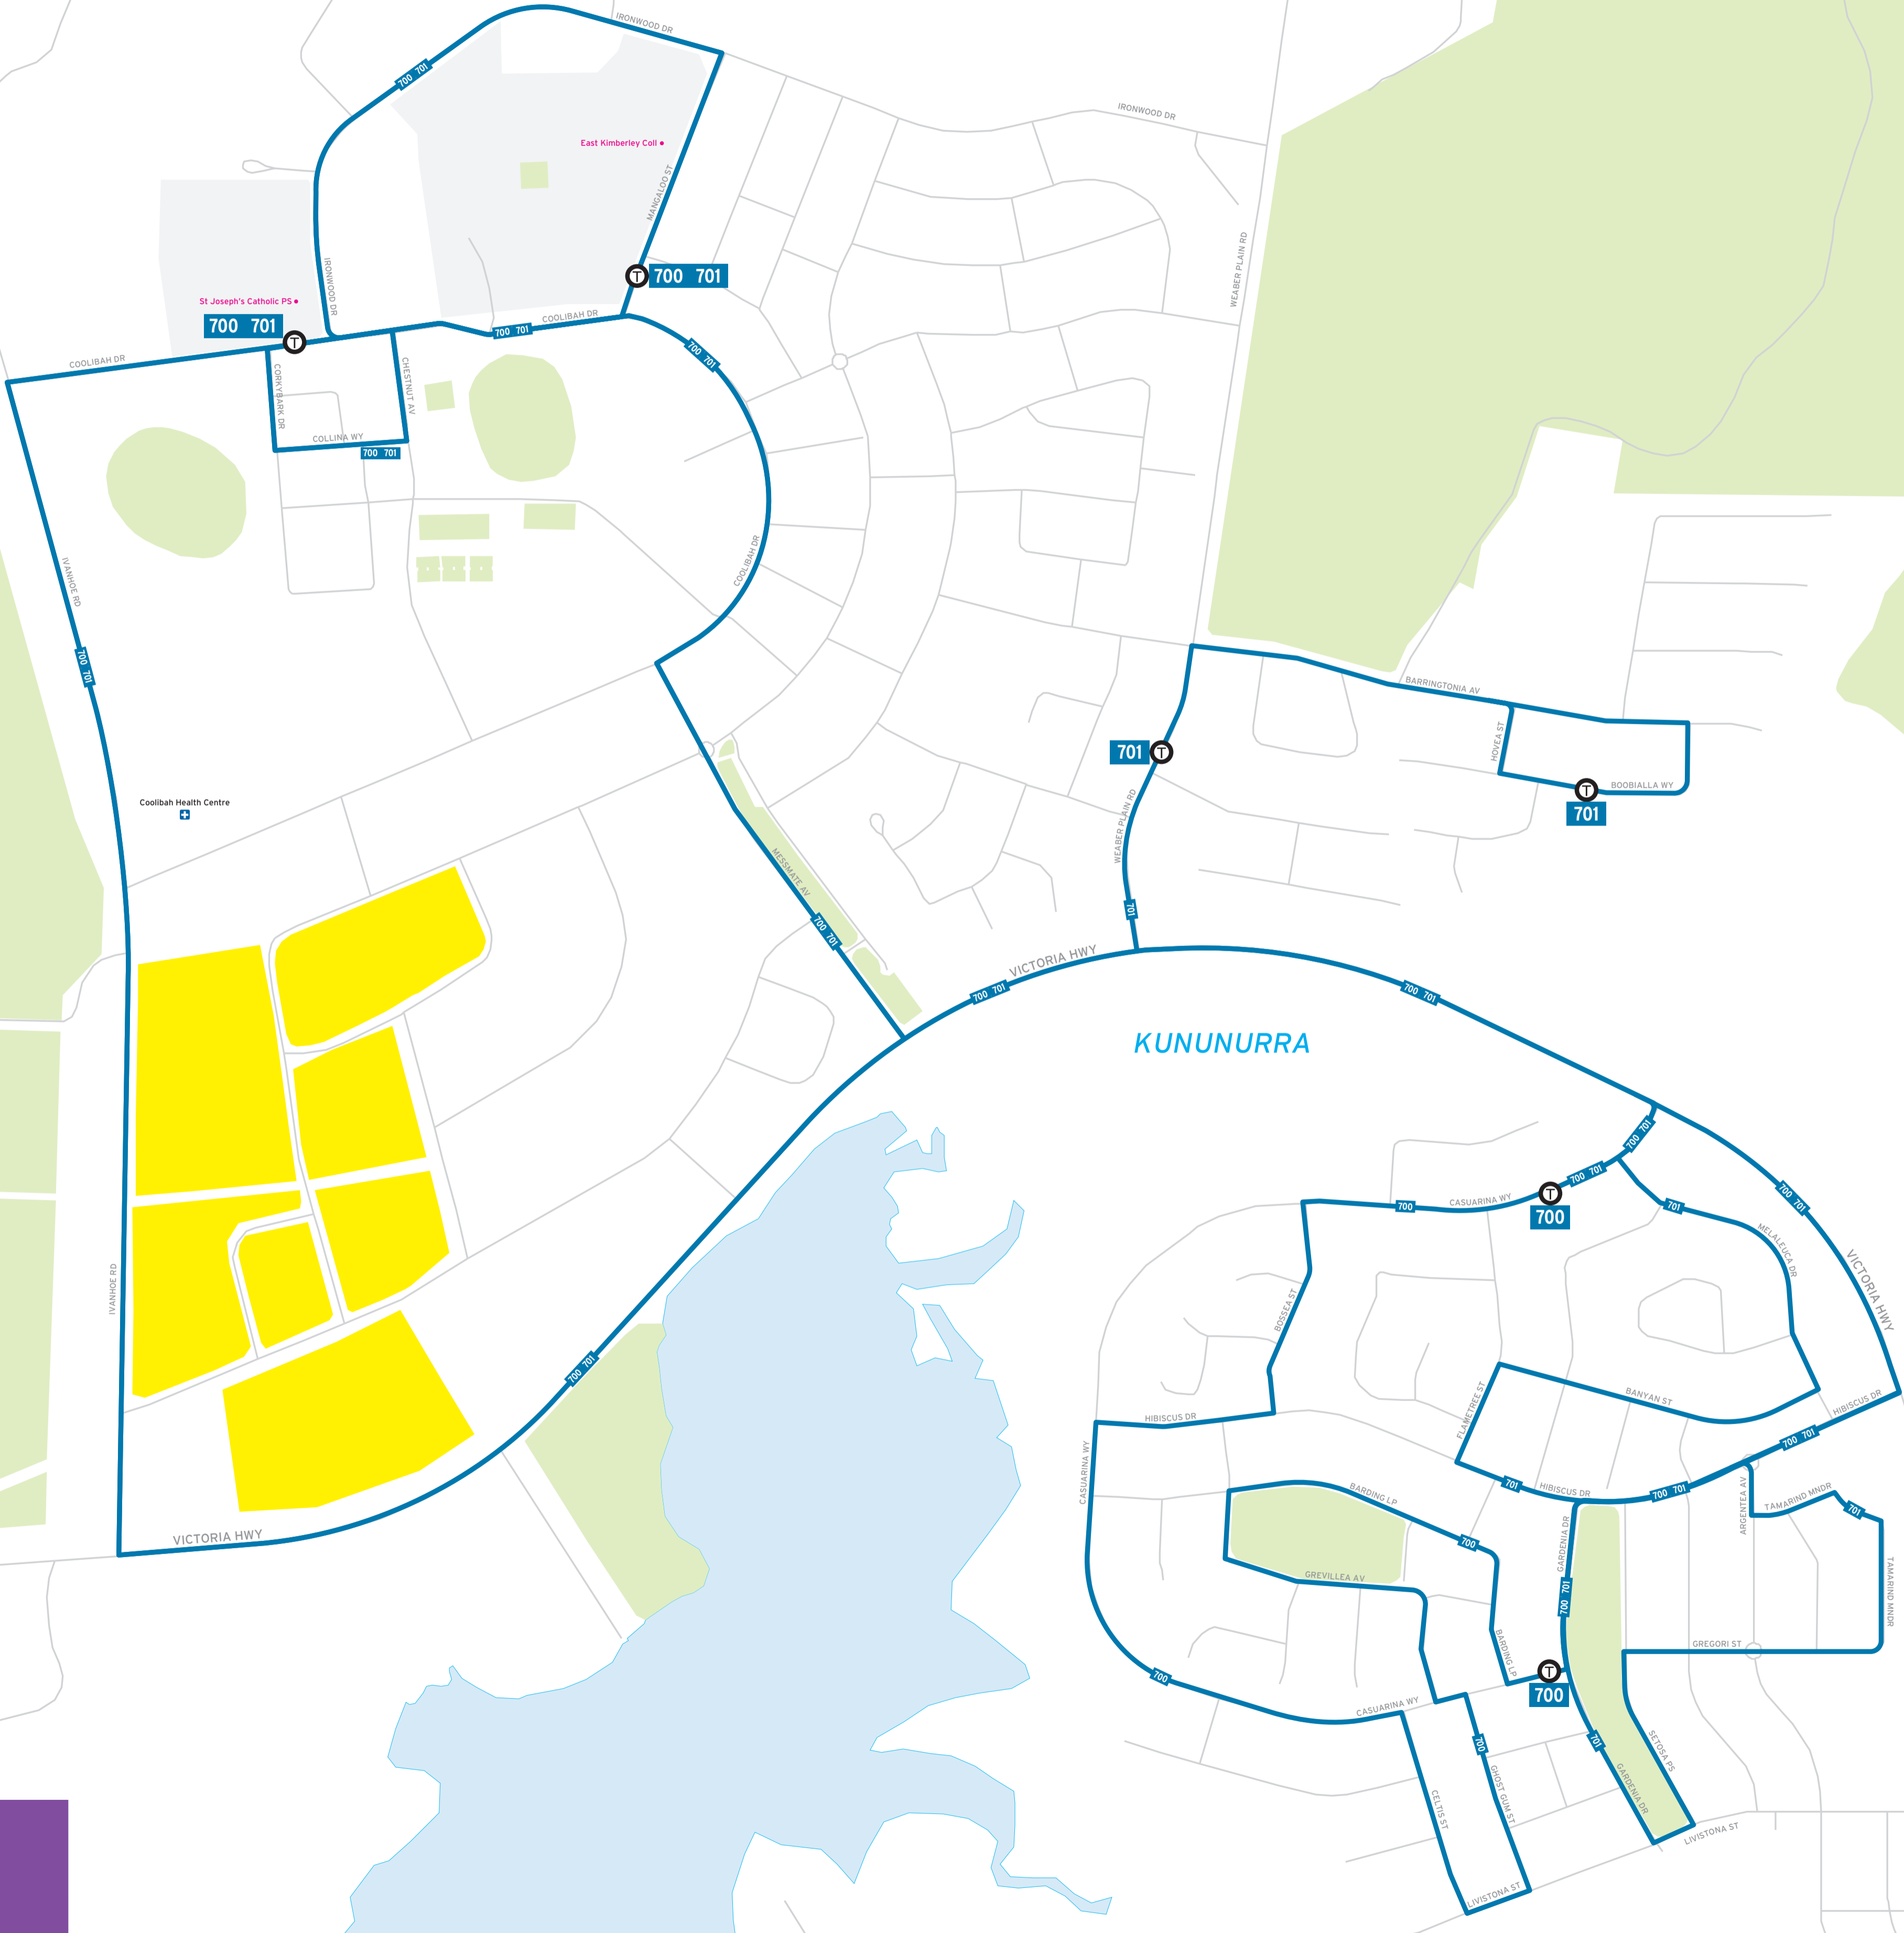 IRONWOOD DR
700 701
IRONWOOD DR
East Kimberley Coll
MANGALOO ST
WEABER PLAIN RD
IRONWOOD DR
T 700 701
St Joseph's Catholic PS
700 701
T
COOLIBAH DR
700 701
COOLIBAH DR
700 701
CORKYBARK DR
CHESTNUT AV
COLLINA WY
700 701
COOLIBAH DR
IVANHOE RD
700 701
BARRINGTONIA AV
HOVEA ST
701 T
BOOBIALLA WY
T
701
WEABER PLAIN RD
701
Coolibah Health Centre
MESSMATE AV
700 701
VICTORIA HWY
700 701
700 701
KUNUNURRA
700 701
700 701
T
700
CASUARINA WY
700
701
700 701
MELALEUCA DR
VICTORIA HWY
IVANHOE RD
BOSSEA ST
700 701
FLAMETREE ST
BANYAN ST
HIBISCUS DR
700 701
HIBISCUS DR
CASUARINA WY
BARDING LP
701
HIBISCUS DR
700 701
ARGENTEA AV
TAMARIND MNDR
701
VICTORIA HWY
700
GARDENIA DR
TAMARIND MNDR
GREVILLEA AV
700 701
BARDING LP
GREGORI ST
700
T
700
CASUARINA WY
700
701
SETOSA PS
GHOST GUM ST
GARDENIA DR
CELTIS ST
LIVISTONA ST
LIVISTONA ST